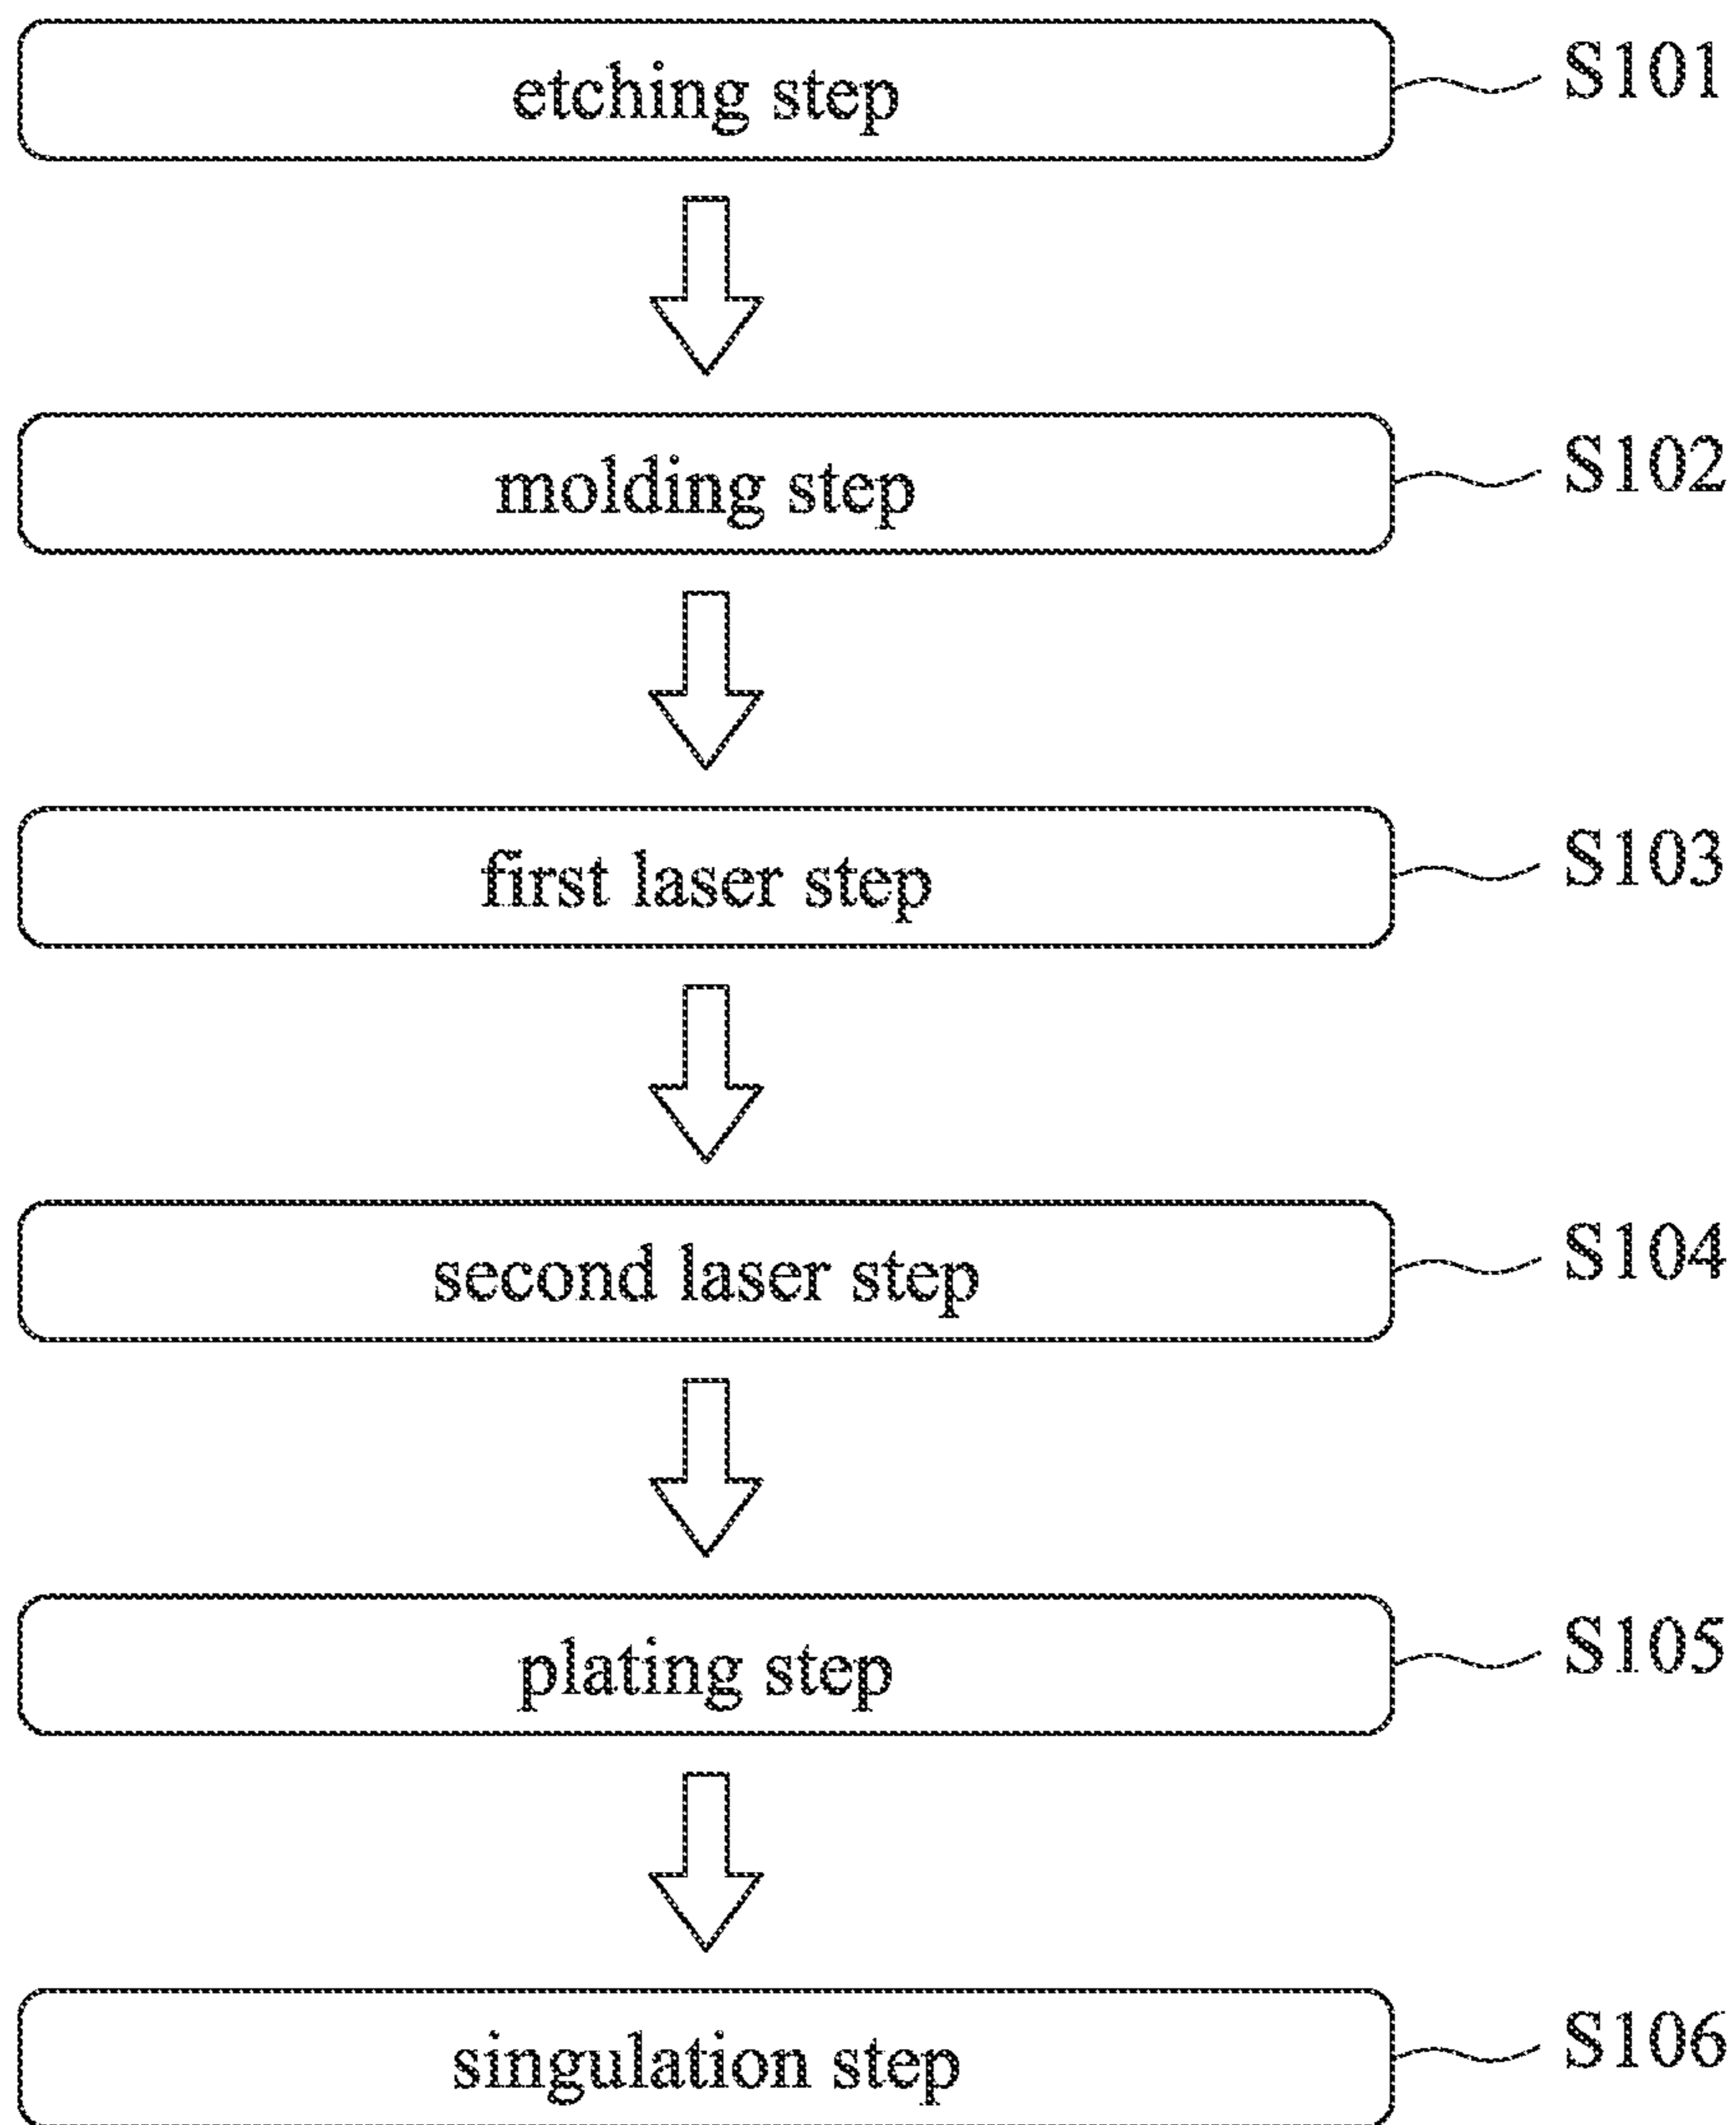 etching step S101
molding step S102
first laser step S103
second laser step S104
plating step S105
singulation step S106